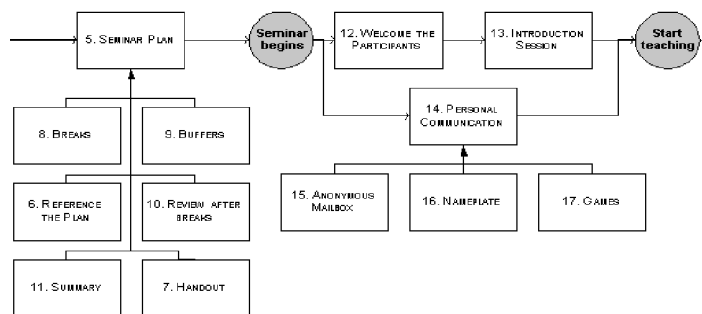 5. SEMINAR PLAN
Seminar
begins
12. WELCOME THE
PARTICIPANTS
13. INTRODUCTION
SESSION
Start
teaching
14. PERSONAL
COMMUNICATION
8. BREAKS
9. BUFFERS
6. REFERENCE
THE PLAN
10. REVIEW AFTER
BREAKS
15. ANONYMOUS
MAILBOX
16. NAMEPLATE
17. GAMES
11. SUMMARY
7. HANDOUT